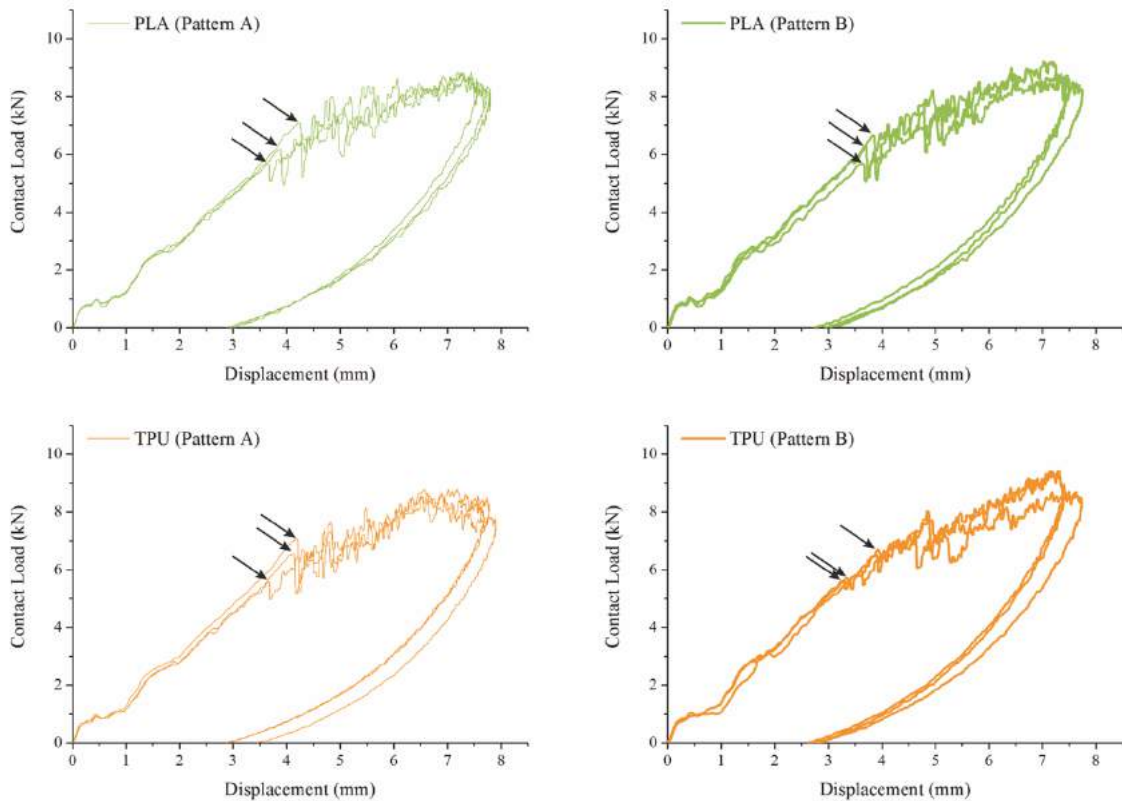 PLA (Pattern A)
10
8
6
4
2
0
Contact Load (kN)
0 1 2 3 4 5 6 7 8
Displacement (mm)
PLA (Pattern B)
10
8
6
4
2
0
Contact Load (kN)
0 1 2 3 4 5 6 7 8
Displacement (mm)
TPU (Pattern A)
10
8
6
4
2
0
Contact Load (kN)
0 1 2 3 4 5 6 7 8
Displacement (mm)
TPU (Pattern B)
10
8
6
4
2
0
Contact Load (kN)
0 1 2 3 4 5 6 7 8
Displacement (mm)